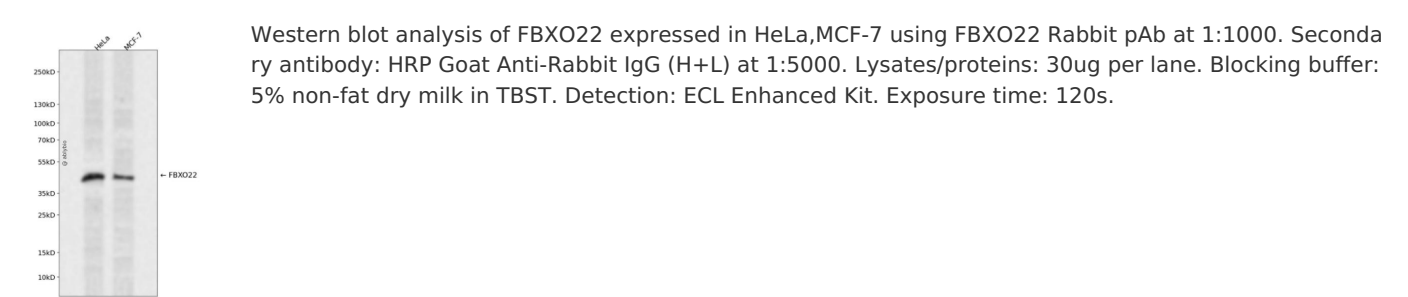 HeLa
MCF-7
250kD
130kD
100kD
70kD
55kD
35kD
25kD
15kD
10kD
@ abybio
← FBXO22
Western blot analysis of FBXO22 expressed in HeLa,MCF-7 using FBXO22 Rabbit pAb at 1:1000. Seconda
ry antibody: HRP Goat Anti-Rabbit IgG (H+L) at 1:5000. Lysates/proteins: 30ug per lane. Blocking buffer:
5% non-fat dry milk in TBST. Detection: ECL Enhanced Kit. Exposure time: 120s.